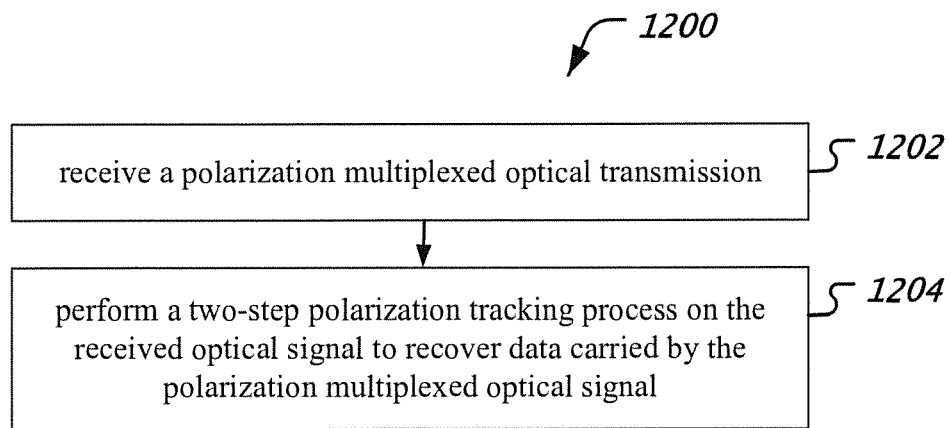 1200
receive a polarization multiplexed optical transmission
1202
perform a two-step polarization tracking process on the
received optical signal to recover data carried by the
polarization multiplexed optical signal
1204